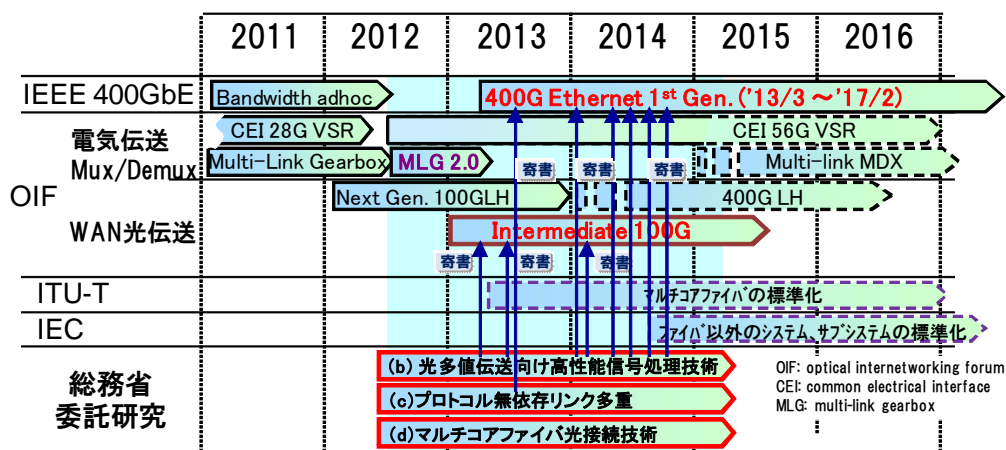 2011 2012 2013 2014 2015 2016
IEEE 400GbE
Bandwidth adhoc
400G Ethernet 1st Gen. ('13/3 ～'17/2)
電気伝送
Mux/Demux
CEI 28G VSR
CEI 56G VSR
Multi-Link Gearbox
MLG 2.0
Multi-link MDX
寄書
寄書
寄書
OIF
Next Gen. 100GLH
400G LH
WAN光伝送
Intermediate 100G
寄書
寄書
寄書
ITU-T
マルチコアファイバの標準化
IEC
ファイバ以外のシステム、サブシステムの標準化
総務省
委託研究
(b) 光多値伝送向け高性能信号処理技術
(c)プロトコル無依存リンク多重
(d)マルチコアファイバ光接続技術
OIF: optical internetworking forum
CEI: common electrical interface
MLG: multi-link gearbox